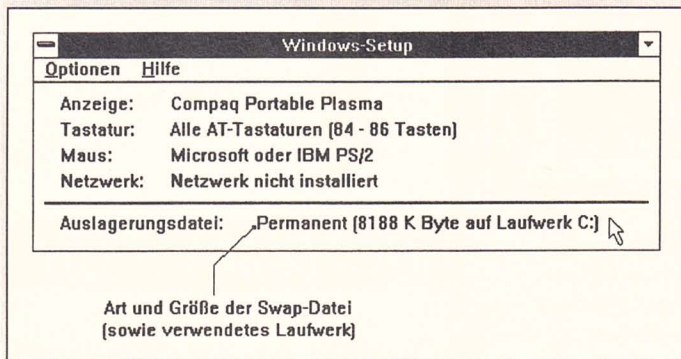 Windows-Setup
Optionen Hilfe
Anzeige: Compaq Portable Plasma
Tastatur: Alle AT-Tastaturen (84 - 86 Tasten)
Maus: Microsoft oder IBM PS/2
Netzwerk: Netzwerk nicht installiert
Auslagerungsdatei: Permanent (8188 K Byte auf Laufwerk C:)
Art und Größe der Swap-Datei
(sowie verwendetes Laufwerk)